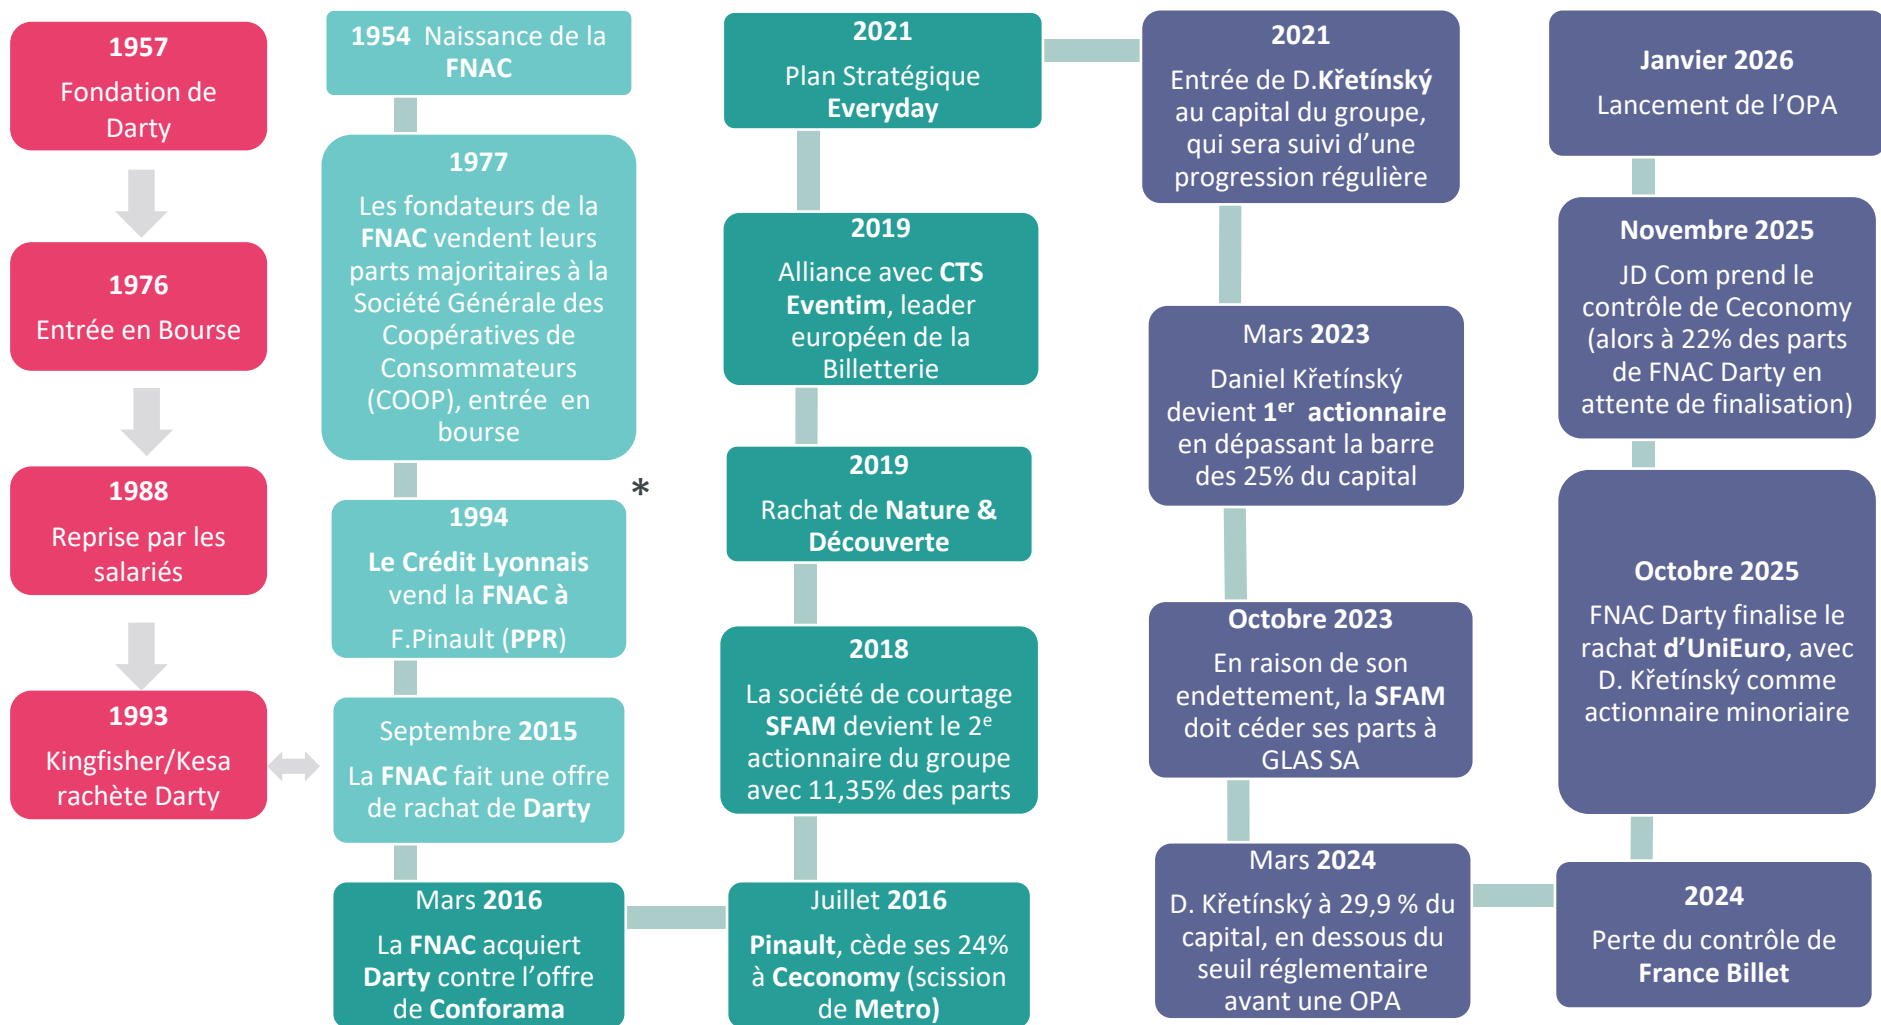 1957
Fondation de
Darty
1976
Entrée en Bourse
1988
Reprise par les
salariés
1993
Kingfisher/Kesa
rachète Darty
1954 Naissance de la
FNAC
1977
Les fondateurs de la
FNAC vendent leurs
parts majoritaires à la
Société Générale des
Coopératives de
Consommateurs
(COOP), entrée en
bourse
*
1994
Le Crédit Lyonnais
vend la FNAC à
F.Pinault (PPR)
Septembre 2015
La FNAC fait une offre
de rachat de Darty
Mars 2016
La FNAC acquiert
Darty contre l’offre
de Conforama
Juillet 2016
Pinault, cède ses 24%
à Ceconomy (scission
de Metro)
2018
La société de courtage
SFAM devient le 2e
actionnaire du groupe
avec 11,35% des parts
2019
Rachat de Nature &
Découverte
2019
Alliance avec CTS
Eventim, leader
européen de la
Billetterie
2021
Plan Stratégique
Everyday
2021
Entrée de D.Křetínský
au capital du groupe,
qui sera suivi d’une
progression régulière
Mars 2023
Daniel Křetínský
devient 1er actionnaire
en dépassant la barre
des 25% du capital
Octobre 2023
En raison de son
endettement, la SFAM
doit céder ses parts à
GLAS SA
Mars 2024
D. Křetínský à 29,9 % du
capital, en dessous du
seuil réglementaire
avant une OPA
2024
Perte du contrôle de
France Billet
Octobre 2025
FNAC Darty finalise le
rachat d’UniEuro, avec
D. Křetínský comme
actionnaire minoriaire
Novembre 2025
JD Com prend le
contrôle de Ceconomy
(alors à 22% des parts
de FNAC Darty en
attente de finalisation)
Janvier 2026
Lancement de l’OPA